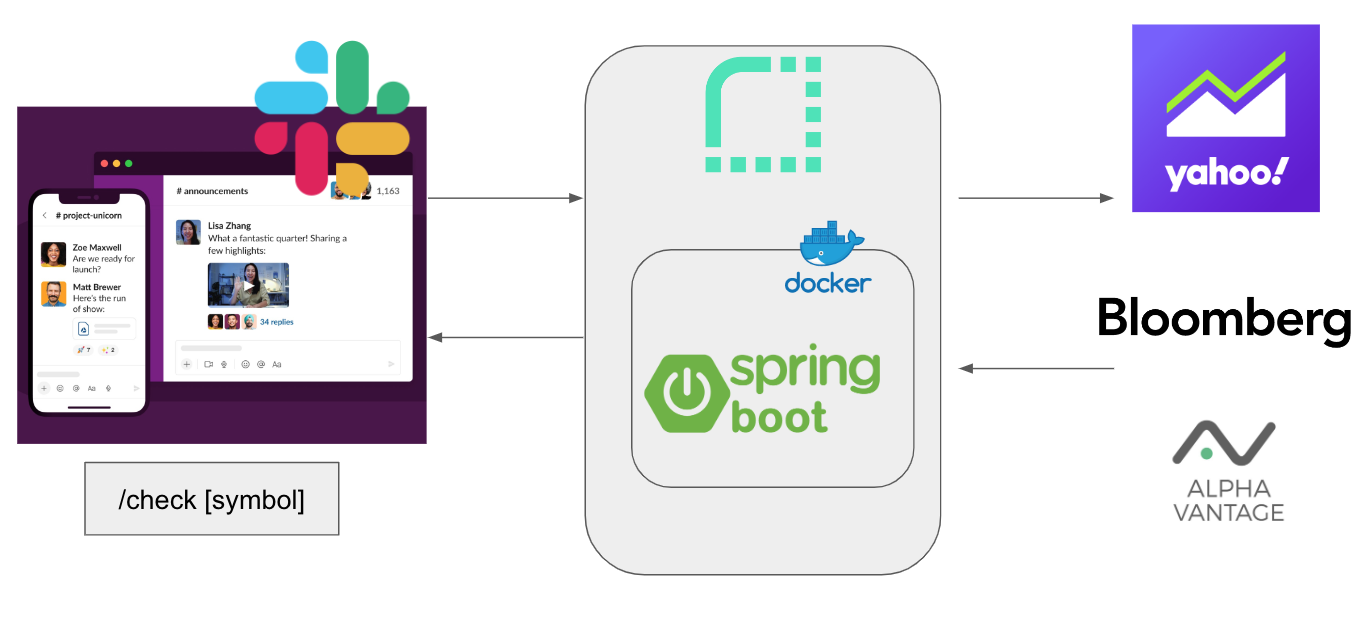 # announcements
1,163
Lisa Zhang
What a fantastic quarter! Sharing a
few highlights:
34 replies
Aa
# project-unicorn
Zoe Maxwell
Are we ready for
launch?
Matt Brewer
Here's the run
of show:
7
2
Aa
/check [symbol]
docker
spring
boot
yahoo!
Bloomberg
ALPHA
VANTAGE